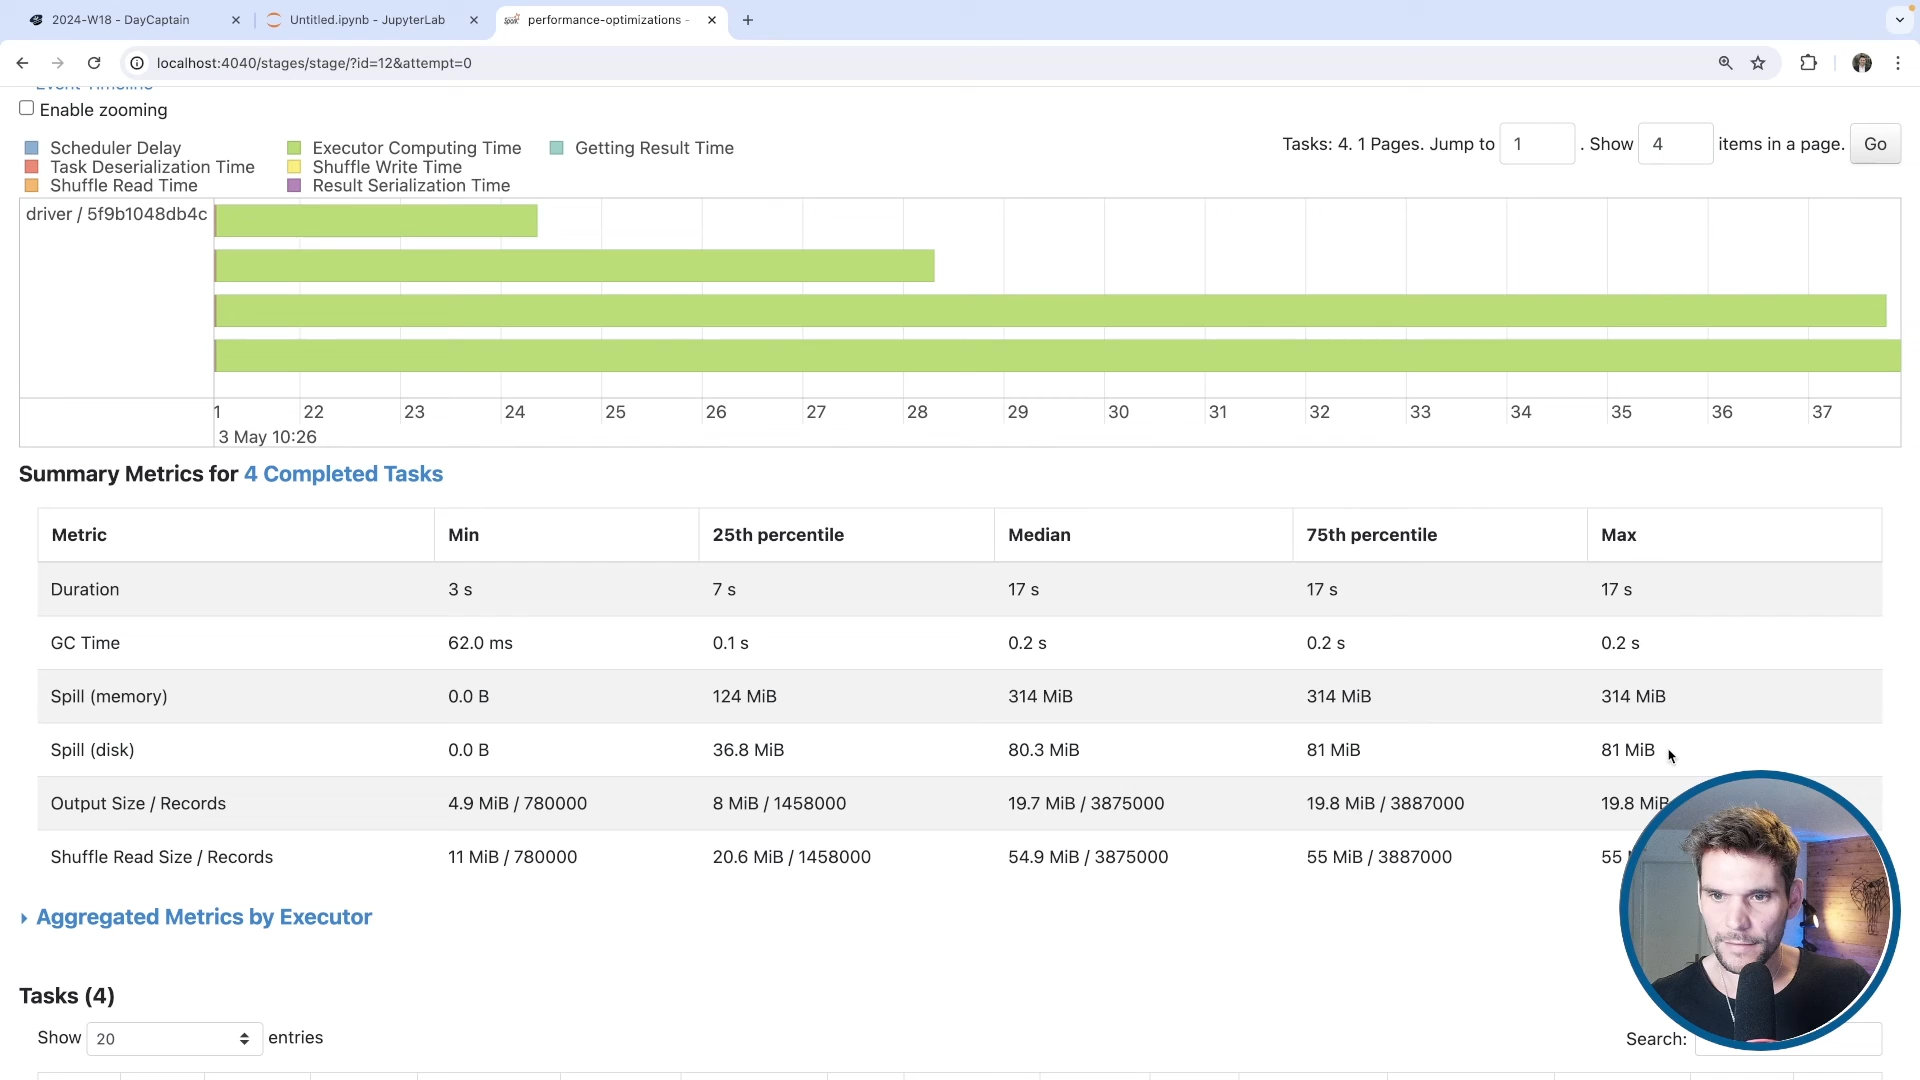 2024-W18 - DayCaptain
Untitled.ipynb - JupyterLab
performance-optimizations -
localhost:4040/stages/stage/?id=12&attempt=0
Event Timeline
Enable zooming
Scheduler Delay
Executor Computing Time
Getting Result Time
Task Deserialization Time
Shuffle Write Time
Shuffle Read Time
Result Serialization Time
Tasks: 4. 1 Pages. Jump to 1 . Show 4 items in a page. Go
driver / 5f9b1048db4c
1 22 23 24 25 26 27 28 29 30 31 32 33 34 35 36 37
3 May 10:26
Summary Metrics for 4 Completed Tasks
Metric Min 25th percentile Median 75th percentile Max
Duration 3 s 7 s 17 s 17 s 17 s
GC Time 62.0 ms 0.1 s 0.2 s 0.2 s 0.2 s
Spill (memory) 0.0 B 124 MiB 314 MiB 314 MiB 314 MiB
Spill (disk) 0.0 B 36.8 MiB 80.3 MiB 81 MiB 81 MiB
Output Size / Records 4.9 MiB / 780000 8 MiB / 1458000 19.7 MiB / 3875000 19.8 MiB / 3887000 19.8 MiB
Shuffle Read Size / Records 11 MiB / 780000 20.6 MiB / 1458000 54.9 MiB / 3875000 55 MiB / 3887000 55
Aggregated Metrics by Executor
Tasks (4)
Show 20 entries
Search: